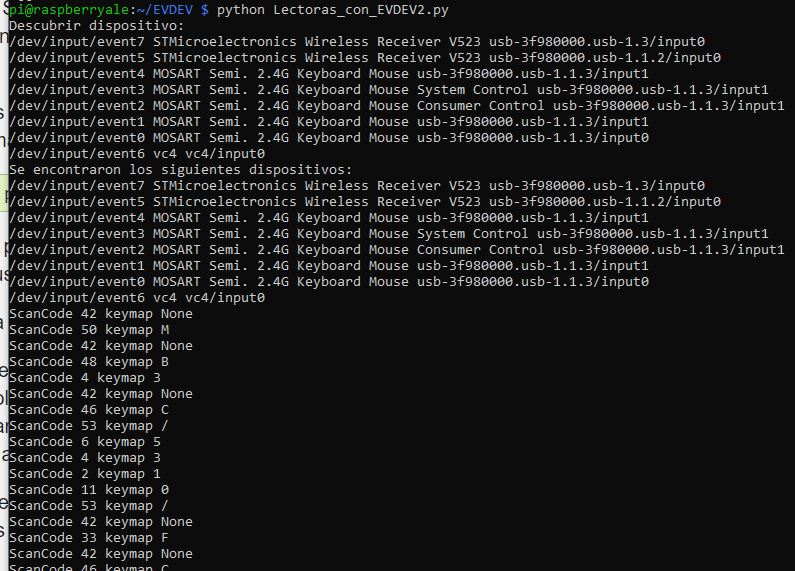 pi@raspberryale:~/EVDEV $ python Lectoras_con_EVDEV2.py
Descubrir dispositivo:
/dev/input/event7 STMicroelectronics Wireless Receiver V523 usb-3f980000.usb-1.3/input0
/dev/input/event5 STMicroelectronics Wireless Receiver V523 usb-3f980000.usb-1.1.2/input0
/dev/input/event4 MOSART Semi. 2.4G Keyboard Mouse usb-3f980000.usb-1.1.3/input1
/dev/input/event3 MOSART Semi. 2.4G Keyboard Mouse System Control usb-3f980000.usb-1.1.3/input1
/dev/input/event2 MOSART Semi. 2.4G Keyboard Mouse Consumer Control usb-3f980000.usb-1.1.3/input1
/dev/input/event1 MOSART Semi. 2.4G Keyboard Mouse usb-3f980000.usb-1.1.3/input1
/dev/input/event0 MOSART Semi. 2.4G Keyboard Mouse usb-3f980000.usb-1.1.3/input0
/dev/input/event6 vc4 vc4/input0
Se encontraron los siguientes dispositivos:
/dev/input/event7 STMicroelectronics Wireless Receiver V523 usb-3f980000.usb-1.3/input0
/dev/input/event5 STMicroelectronics Wireless Receiver V523 usb-3f980000.usb-1.1.2/input0
/dev/input/event4 MOSART Semi. 2.4G Keyboard Mouse usb-3f980000.usb-1.1.3/input1
/dev/input/event3 MOSART Semi. 2.4G Keyboard Mouse System Control usb-3f980000.usb-1.1.3/input1
/dev/input/event2 MOSART Semi. 2.4G Keyboard Mouse Consumer Control usb-3f980000.usb-1.1.3/input1
/dev/input/event1 MOSART Semi. 2.4G Keyboard Mouse usb-3f980000.usb-1.1.3/input1
/dev/input/event0 MOSART Semi. 2.4G Keyboard Mouse usb-3f980000.usb-1.1.3/input0
/dev/input/event6 vc4 vc4/input0
ScanCode 42 keymap None
ScanCode 50 keymap M
ScanCode 42 keymap None
ScanCode 48 keymap B
ScanCode 4 keymap 3
ScanCode 42 keymap None
ScanCode 46 keymap C
ScanCode 53 keymap /
ScanCode 6 keymap 5
ScanCode 4 keymap 3
ScanCode 2 keymap 1
ScanCode 11 keymap 0
ScanCode 53 keymap /
ScanCode 42 keymap None
ScanCode 33 keymap F
ScanCode 42 keymap None
ScanCode 46 keymap C